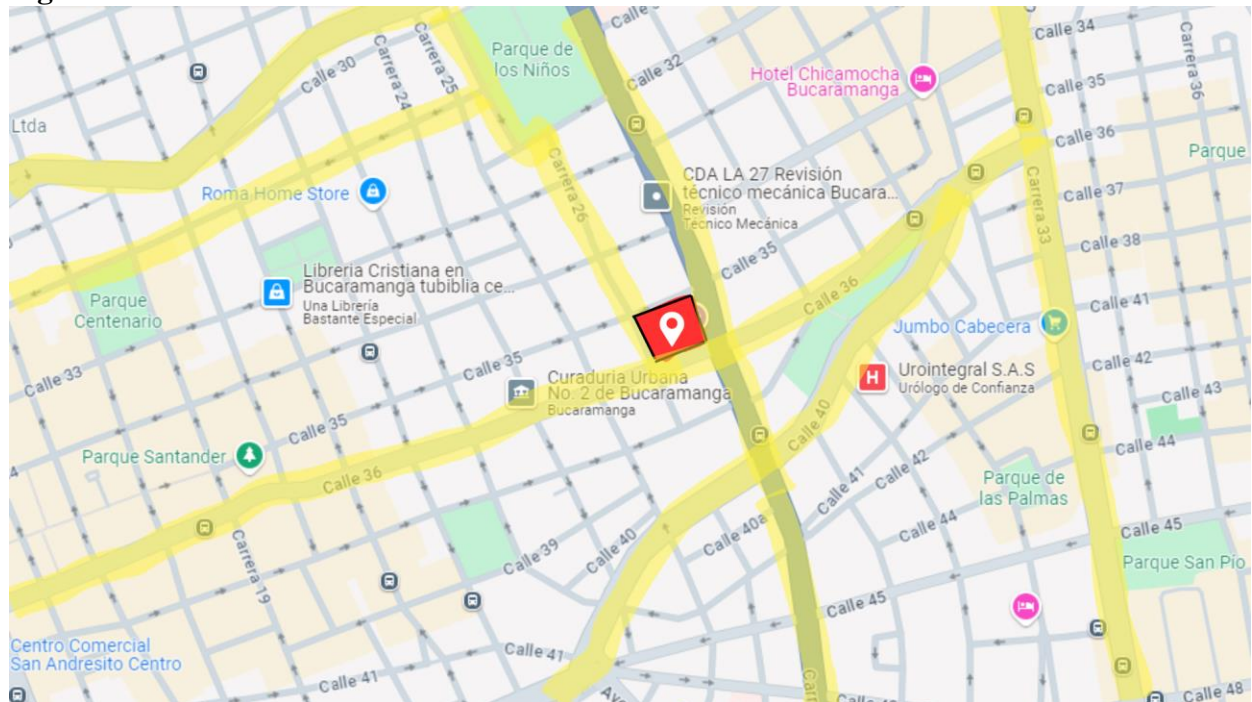 Calle 30
Carrera 24
Carrera 25
Parque de
los Niños
Calle 32
Hotel Chicamocha
Bucaramanga
Calle 34
Carrera 36
Calle 35
Calle 36
Parque
Ltda
Roma Home Store
Carrera 26
CDA LA 27 Revisión
técnico mecánica Bucara...
Revisión
Técnico Mecánica
Calle 37
Carrera 33
Calle 38
Calle 35
Libreria Cristiana en
Bucaramanga tubiblia ce...
Una Librería
Bastante Especial
Parque
Centenario
Calle 36
Calle 41
Jumbo Cabecera
Calle 33
Calle 35
Curaduria Urbana
No. 2 de Bucaramanga
Bucaramanga
H
Urointegral S.A.S
Urólogo de Confianza
Calle 42
Calle 43
Calle 35
Calle 40
Calle 44
Parque Santander
Calle 36
Calle 41
Calle 42
Parque de
las Palmas
Carrera 19
Calle 39
Calle 40
Calle 40a
Calle 44
Calle 45
Parque San Pío
Calle 45
Centro Comercial
San Andresito Centro
Calle 41
Calle 41
Calle 48